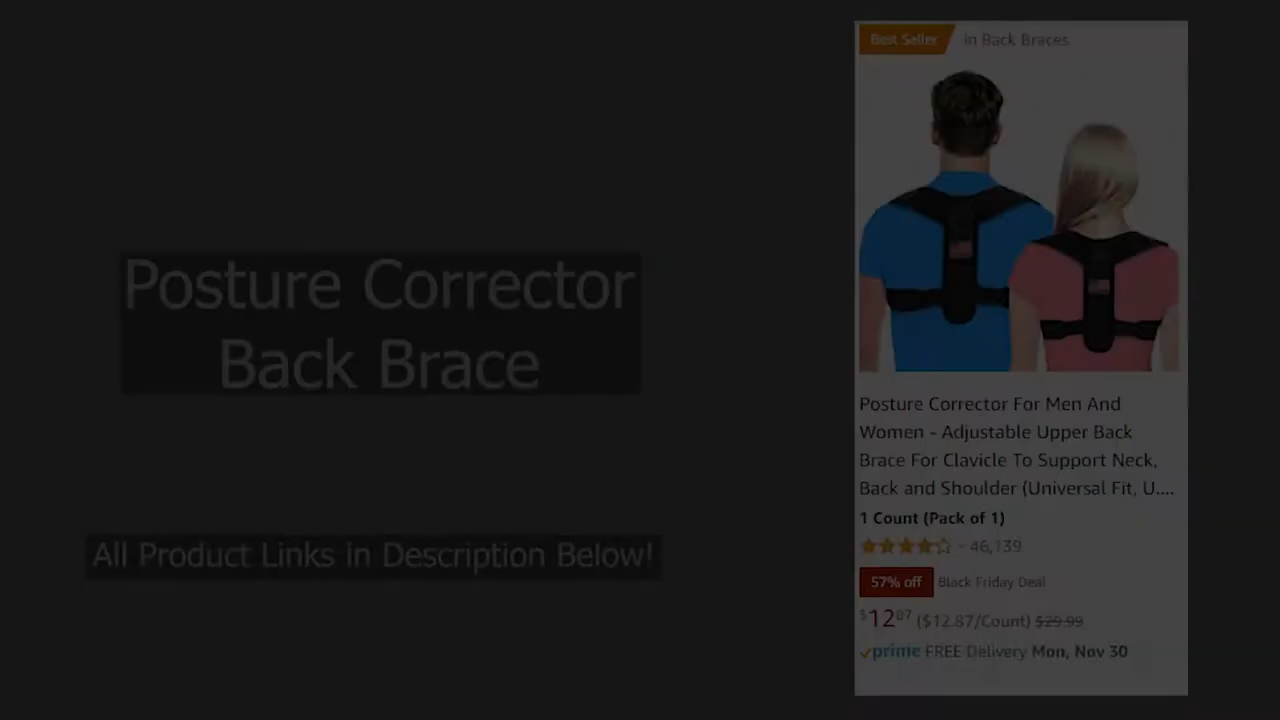 Posture Corrector
Back Brace
All Product Links in Description Below!
Best Seller in Back Braces
Posture Corrector For Men And
Women - Adjustable Upper Back
Brace For Clavicle To Support Neck,
Back and Shoulder (Universal Fit, U....
1 Count (Pack of 1)
~ 46,139
57% off Black Friday Deal
$12⁸⁷ ($12.87/Count) $29.99
prime FREE Delivery Mon, Nov 30